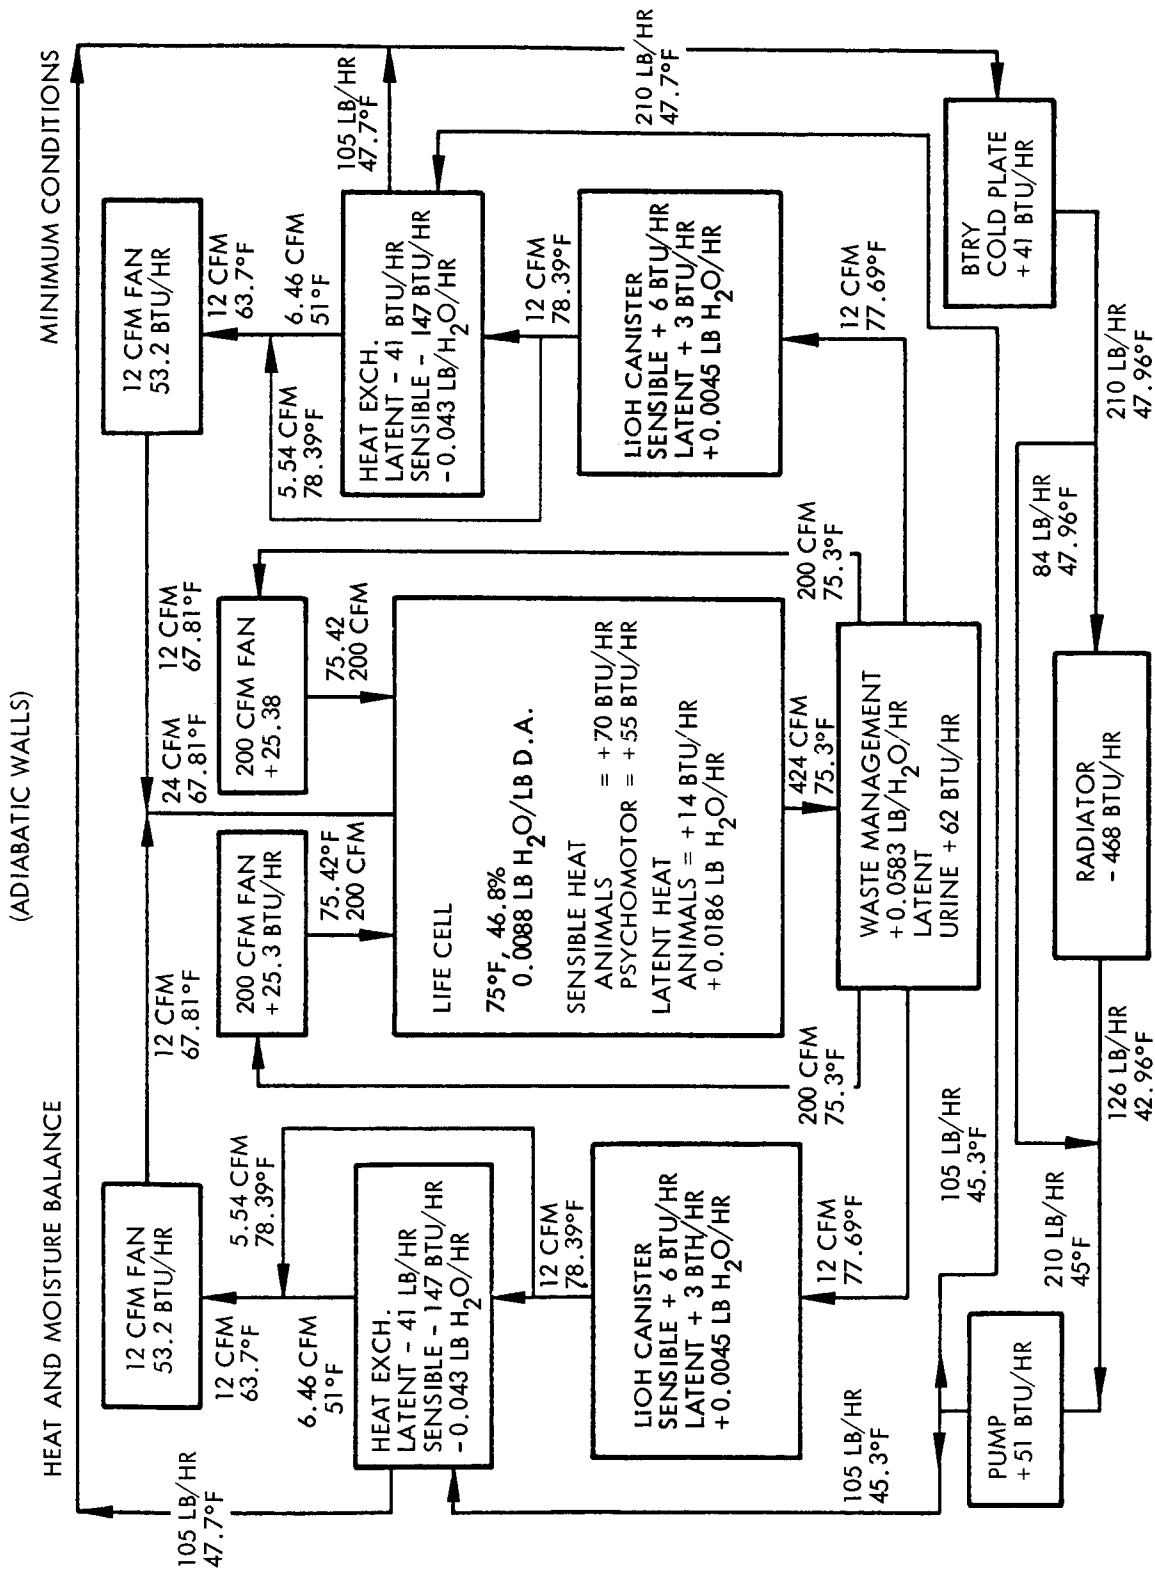 (ADIABATIC WALLS)
HEAT AND MOISTURE BALANCE
MINIMUM CONDITIONS
105 LB/HR
47.7°F
12 CFM FAN
53.2 BTU/HR
12 CFM
67.81°F
24 CFM
67.81°F
12 CFM
67.81°F
12 CFM FAN
53.2 BTU/HR
12 CFM
63.7°F
5.54 CFM
78.39°F
6.46 CFM
51°F
200 CFM FAN
+25.3 BTU/HR
75.42°F
200 CFM
200 CFM FAN
+25.38
75.42
200 CFM
12 CFM
63.7°F
6.46 CFM
51°F
5.54 CFM
78.39°F
105 LB/HR
47.7°F
HEAT EXCH.
LATENT - 41 LB/HR
SENSIBLE - 147 BTU/HR
-0.043 LB H2O/HR
LIFE CELL
75°F, 46.8%
0.0088 LB H2O/LB D.A.
SENSIBLE HEAT
ANIMALS = +70 BTU/HR
PSYCHOMOTOR = +55 BTU/HR
LATENT HEAT
ANIMALS = +14 BTU/HR
+0.0186 LB H2O/HR
HEAT EXCH.
LATENT - 41 BTU/HR
SENSIBLE - 147 BTU/HR
-0.043 LB/H2O/HR
12 CFM
78.39°F
12 CFM
78.39°F
210 LB/HR
47.7°F
LiOH CANISTER
SENSIBLE + 6 BTU/HR
LATENT + 3 BTH/HR
+0.0045 LB H2O/HR
LiOH CANISTER
SENSIBLE + 6 BTU/HR
LATENT + 3 BTU/HR
+0.0045 LB H2O/HR
12 CFM
77.69°F
200 CFM
75.3°F
424 CFM
75.3°F
200 CFM
75.3°F
12 CFM
77.69°F
105 LB/HR
45.3°F
WASTE MANAGEMENT
+0.0583 LB/H2O/HR
LATENT
URINE + 62 BTU/HR
105 LB/HR
45.3°F
BTRY
COLD PLATE
+41 BTU/HR
PUMP
+51 BTU/HR
210 LB/HR
45°F
84 LB/HR
47.96°F
RADIATOR
-468 BTU/HR
126 LB/HR
42.96°F
210 LB/HR
47.96°F